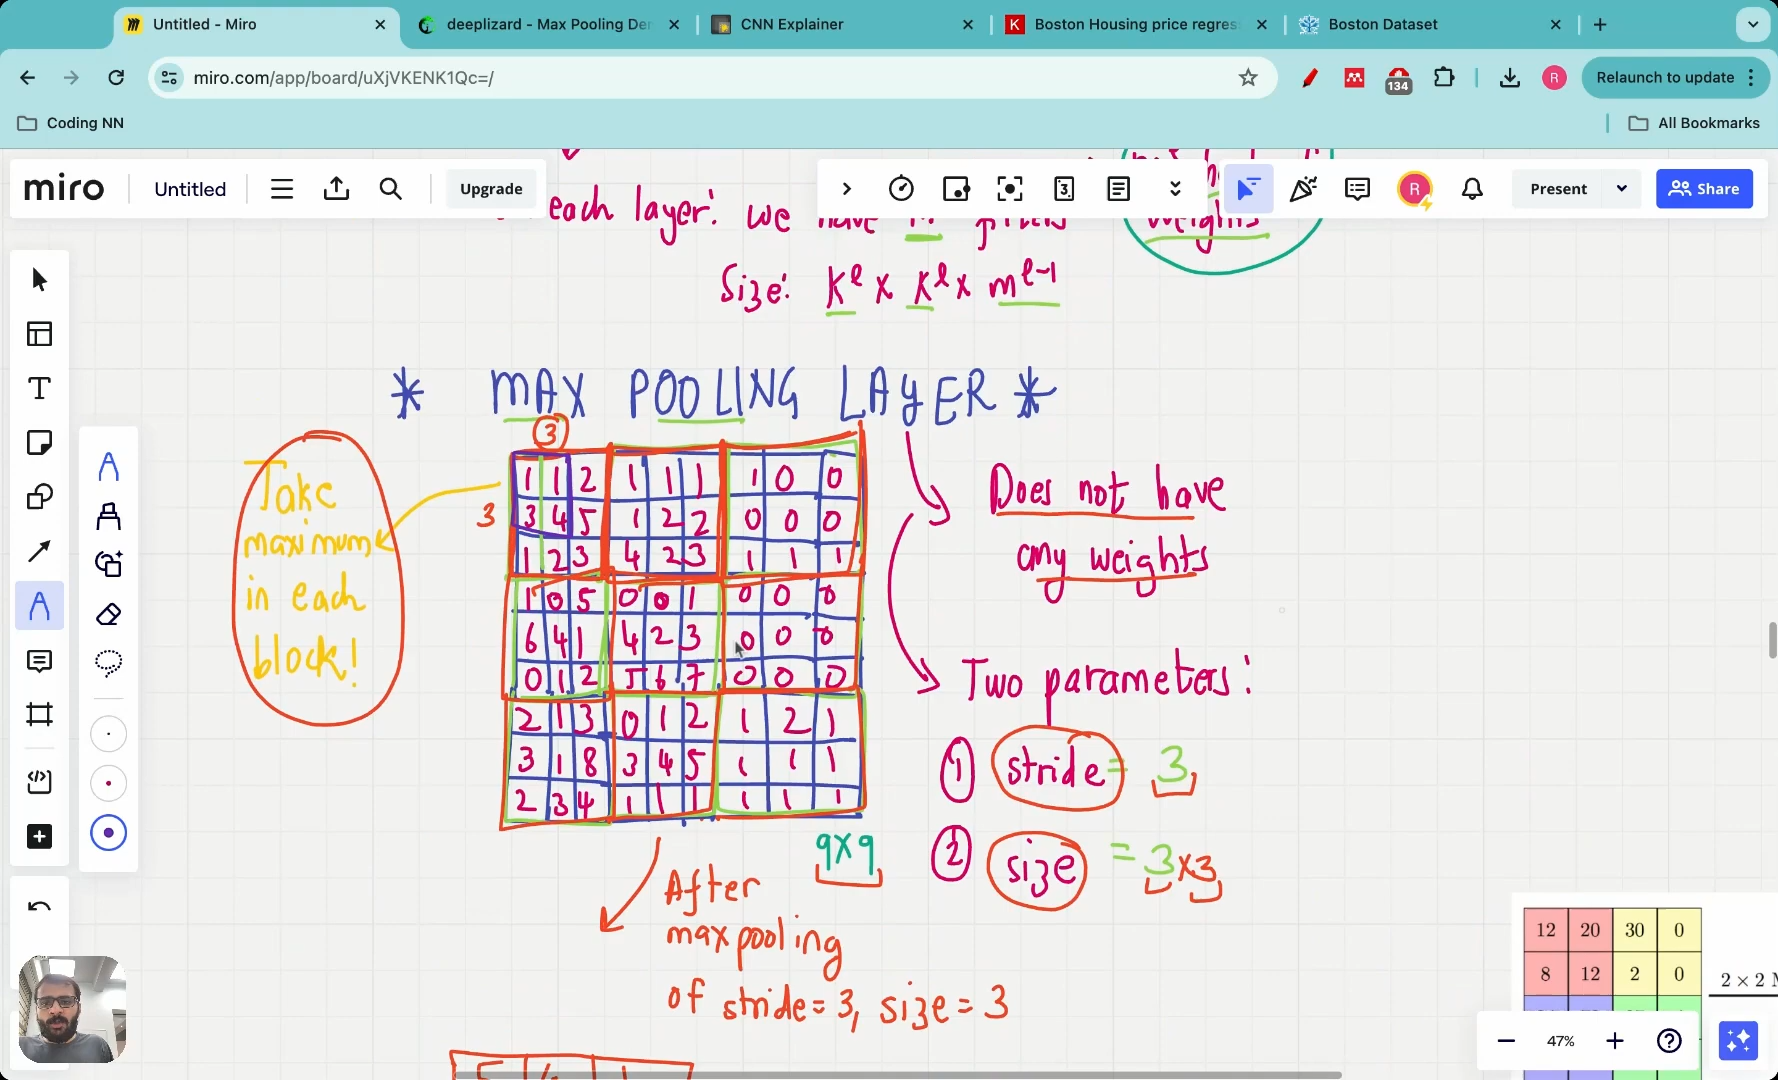 Untitled - Miro
deeplizard - Max Pooling De
CNN Explainer
K
Boston Housing price regres
Boston Dataset
miro.com/app/board/uXjVKENK1Qc=/
134
R
Relaunch to update
Coding NN
All Bookmarks
miro
Untitled
Upgrade
3
R
Present
Share
each layer: we have
weights
Size: K^l x K^l x m^l-1
* MAX POOLING LAYER *
3
3
Take
maximum
in each
block!
1 1 2 1 1 1 1 0 0
3 4 5 1 2 2 0 0 0
1 2 3 4 2 3 1 1 1
1 0 5 0 0 1 0 0 0
6 4 1 4 2 3 0 0 0
0 1 2 5 6 7 0 0 0
2 1 3 0 1 2 1 2 1
3 1 8 3 4 5 1 1 1
2 3 4 1 1 1 1 1 1
9x9
Does not have
any weights
Two parameters:
1 stride = 3
2 size = 3x3
After
maxpooling
of stride=3, size=3
12 20 30 0
8 12 2 0
2 × 2
47%